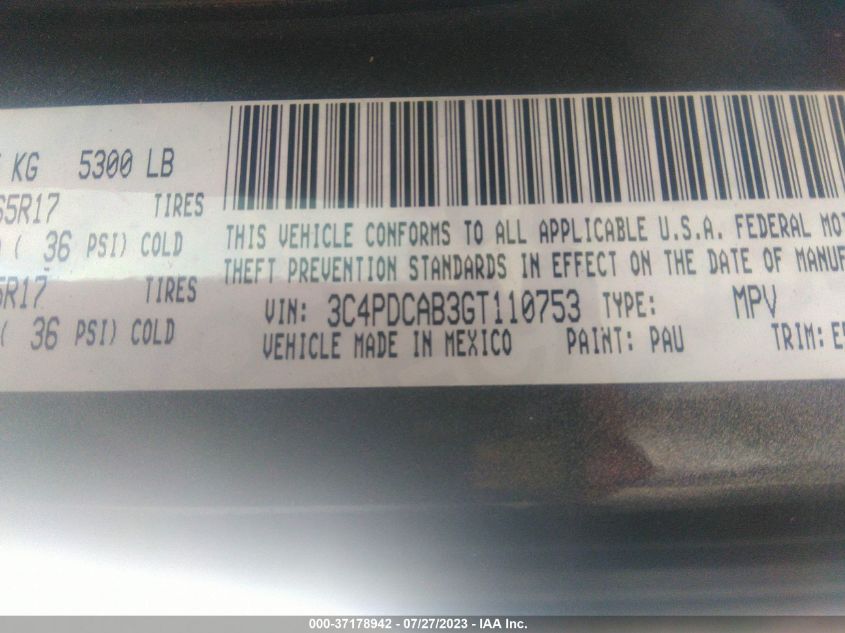 KG 5300 LB
65R17 TIRES
( 36 PSI) COLD
5R17 TIRES
( 36 PSI) COLD
THIS VEHICLE CONFORMS TO ALL APPLICABLE U.S.A. FEDERAL MOT
THEFT PREVENTION STANDARDS IN EFFECT ON THE DATE OF MANUF
VIN: 3C4PDCAB3GT110753 TYPE: MPV
VEHICLE MADE IN MEXICO PAINT: PAU TRIM: E
000-37178942 - 07/27/2023 - IAA Inc.